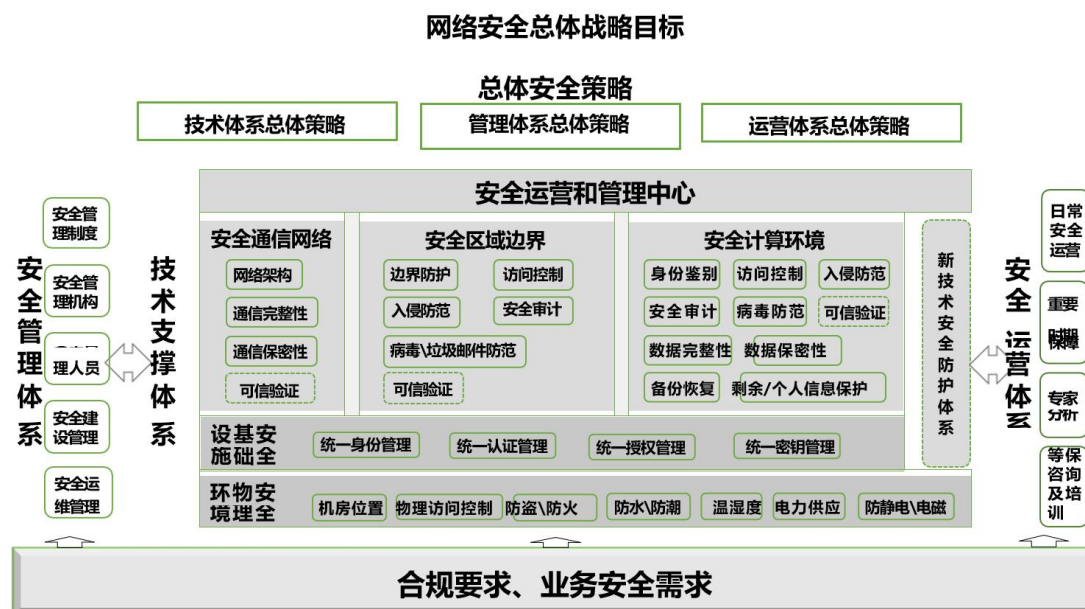 网络安全总体战略目标
总体安全策略
技术体系总体策略
管理体系总体策略
运营体系总体策略
安全管理体系
安全管
理制度
安全管
理机构
理人员
安全建
设管理
安全运
维管理
技术支撑体系
安全运营和管理中心
安全通信网络
网络架构
通信完整性
通信保密性
可信验证
安全区域边界
边界防护
访问控制
入侵防范
安全审计
病毒\垃圾邮件防范
可信验证
安全计算环境
身份鉴别
访问控制
入侵防范
安全审计
病毒防范
可信验证
数据完整性
数据保密性
备份恢复
剩余/个人信息保护
新技术安全防护体系
设基安
施础全
统一身份管理
统一认证管理
统一授权管理
统一密钥管理
环物安
境理全
机房位置
物理访问控制
防盗\防火
防水\防潮
温湿度
电力供应
防静电\电磁
安全运营体系
日常
安全
运营
重要
保障
专家
分析
等保
咨询
及培
训
合规要求、业务安全需求